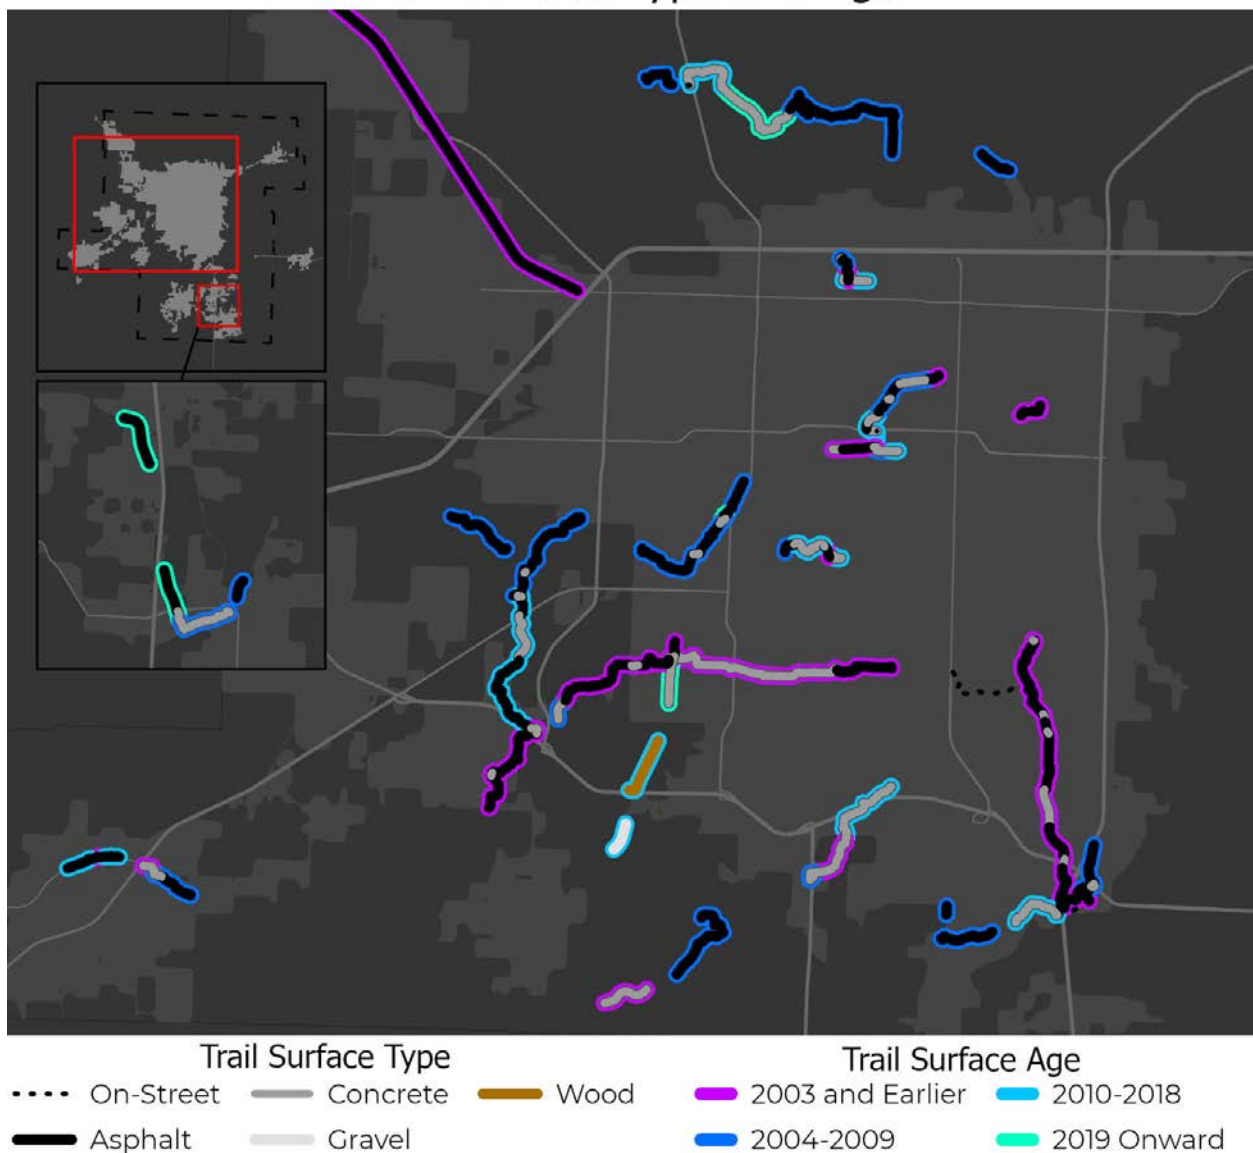 Trail Surface Type
Trail Surface Age
On-Street
Concrete
Wood
2003 and Earlier
2010-2018
Asphalt
Gravel
2004-2009
2019 Onward